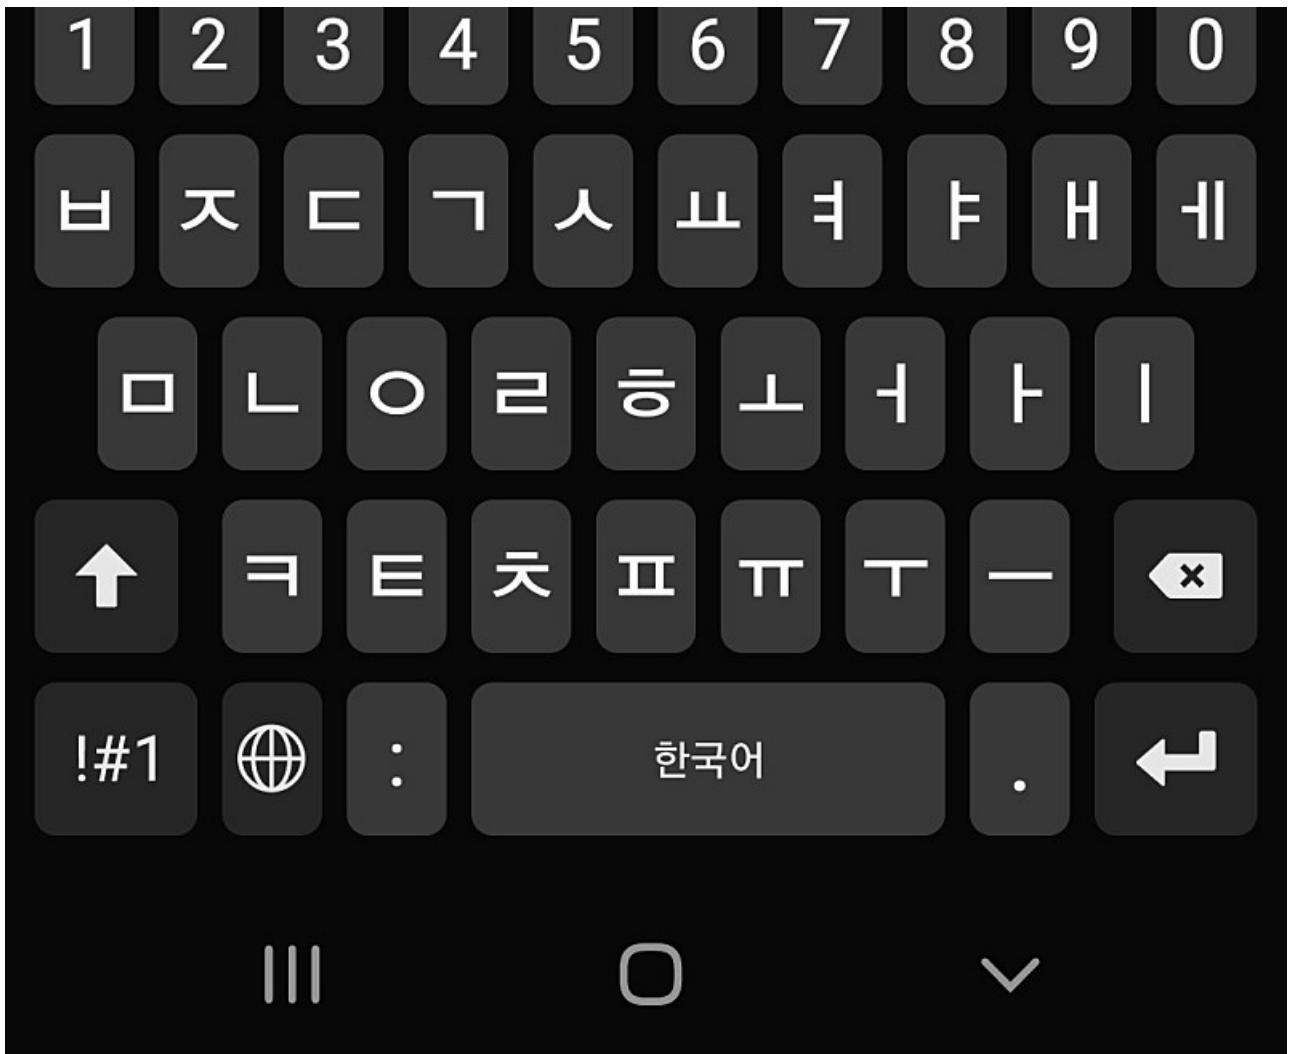 1 2 3 4 5 6 7 8 9 0
ㅂ ㅈ ㄷ ㄱ ㅅ ㅛ ㅕ ㅑ ㅐ ㅔ
ㅁ ㄴ ㅇ ㄹ ㅎ ㅗ ㅓ ㅏ ㅣ
ㅋ ㅌ ㅊ ㅍ ㅠ ㅜ ㅡ
!#1 : 한국어 .